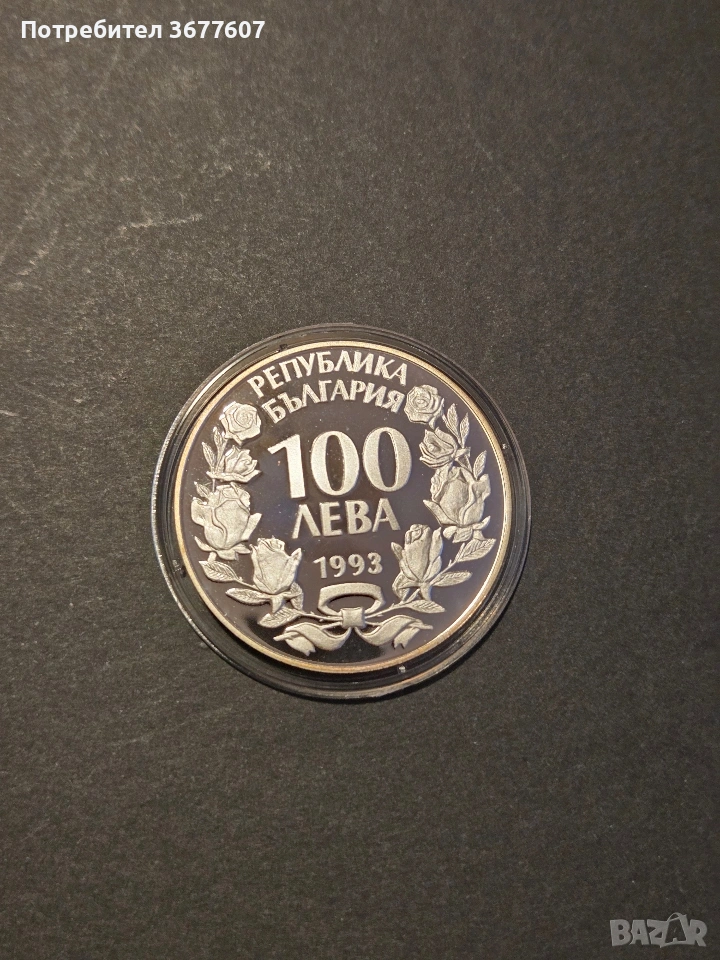 Потребител 3677607
РЕПУБЛИКА
БЪЛГАРИЯ
100
ЛЕВА
1993
BAZAR